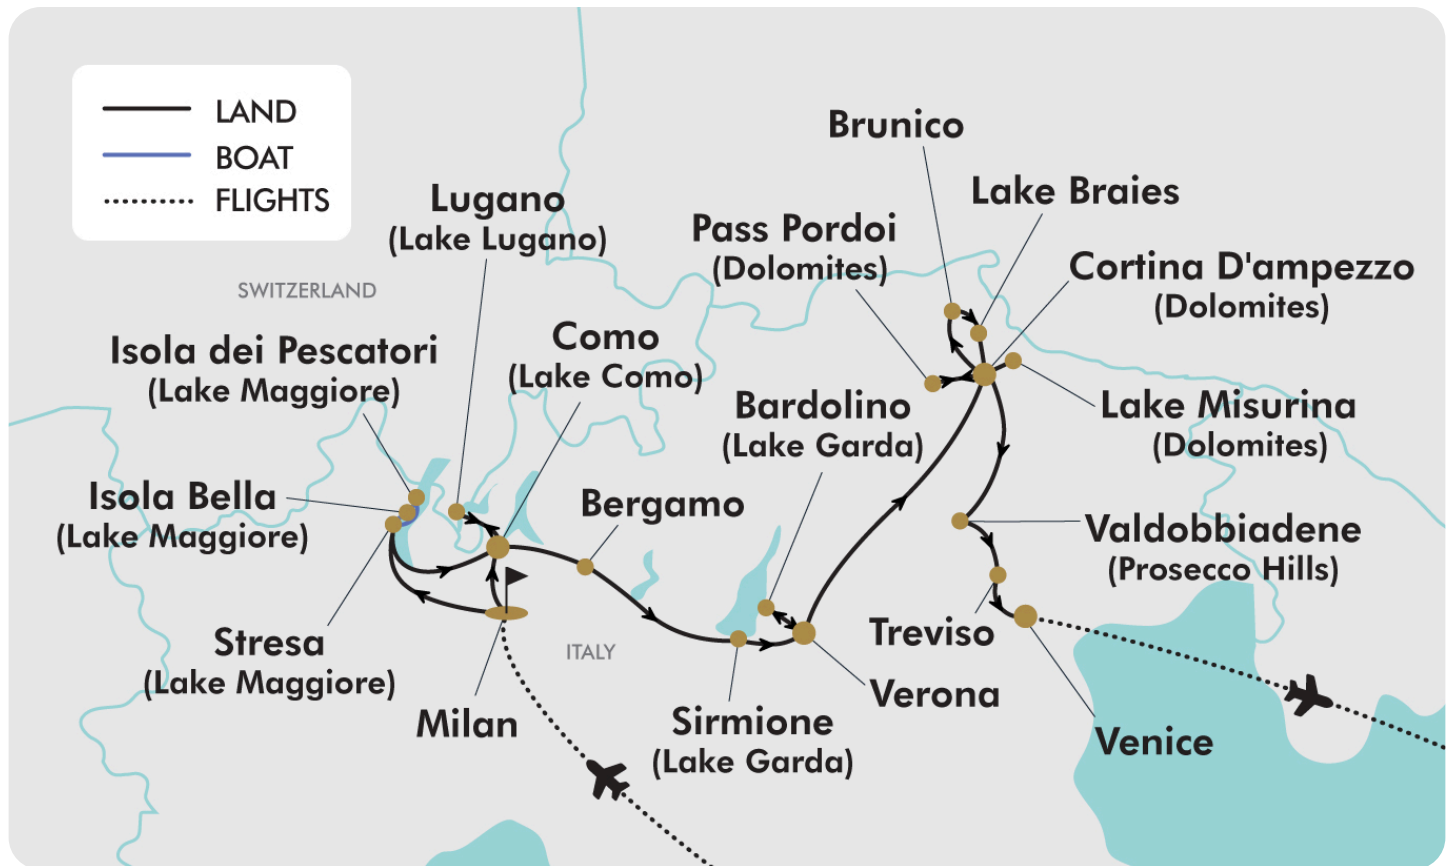 LAND
BOAT
FLIGHTS
Brunico
Lake Braies
Lugano
(Lake Lugano)
Pass Pordoi
(Dolomites)
Cortina D'ampezzo
(Dolomites)
SWITZERLAND
Isola dei Pescatori
(Lake Maggiore)
Como
(Lake Como)
Bardolino
(Lake Garda)
Lake Misurina
(Dolomites)
Isola Bella
(Lake Maggiore)
Bergamo
Valdobbiadene
(Prosecco Hills)
Stresa
(Lake Maggiore)
ITALY
Treviso
Milan
Sirmione
(Lake Garda)
Verona
Venice